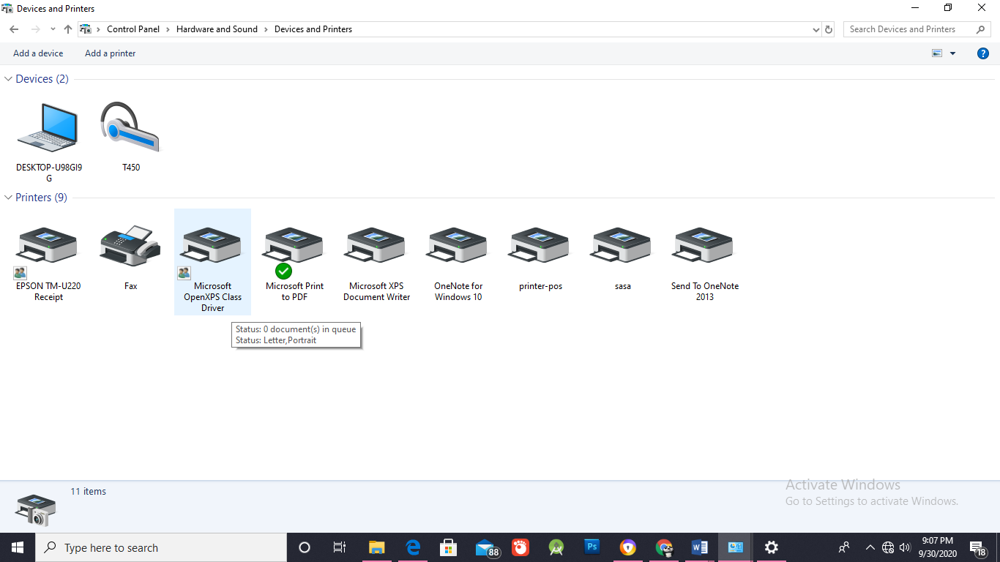 Devices and Printers
Control Panel > Hardware and Sound > Devices and Printers
Search Devices and Printers
Add a device
Add a printer
?
Devices (2)
DESKTOP-U98GI9
G
T450
Printers (9)
EPSON TM-U220
Receipt
Fax
Microsoft
OpenXPS Class
Driver
Microsoft Print
to PDF
Microsoft XPS
Document Writer
OneNote for
Windows 10
printer-pos
sasa
Send To OneNote
2013
Status: 0 document(s) in queue
Status: Letter,Portrait
11 items
Activate Windows
Go to Settings to activate Windows.
Type here to search
88
Ps
W
9:07 PM
9/30/2020
18